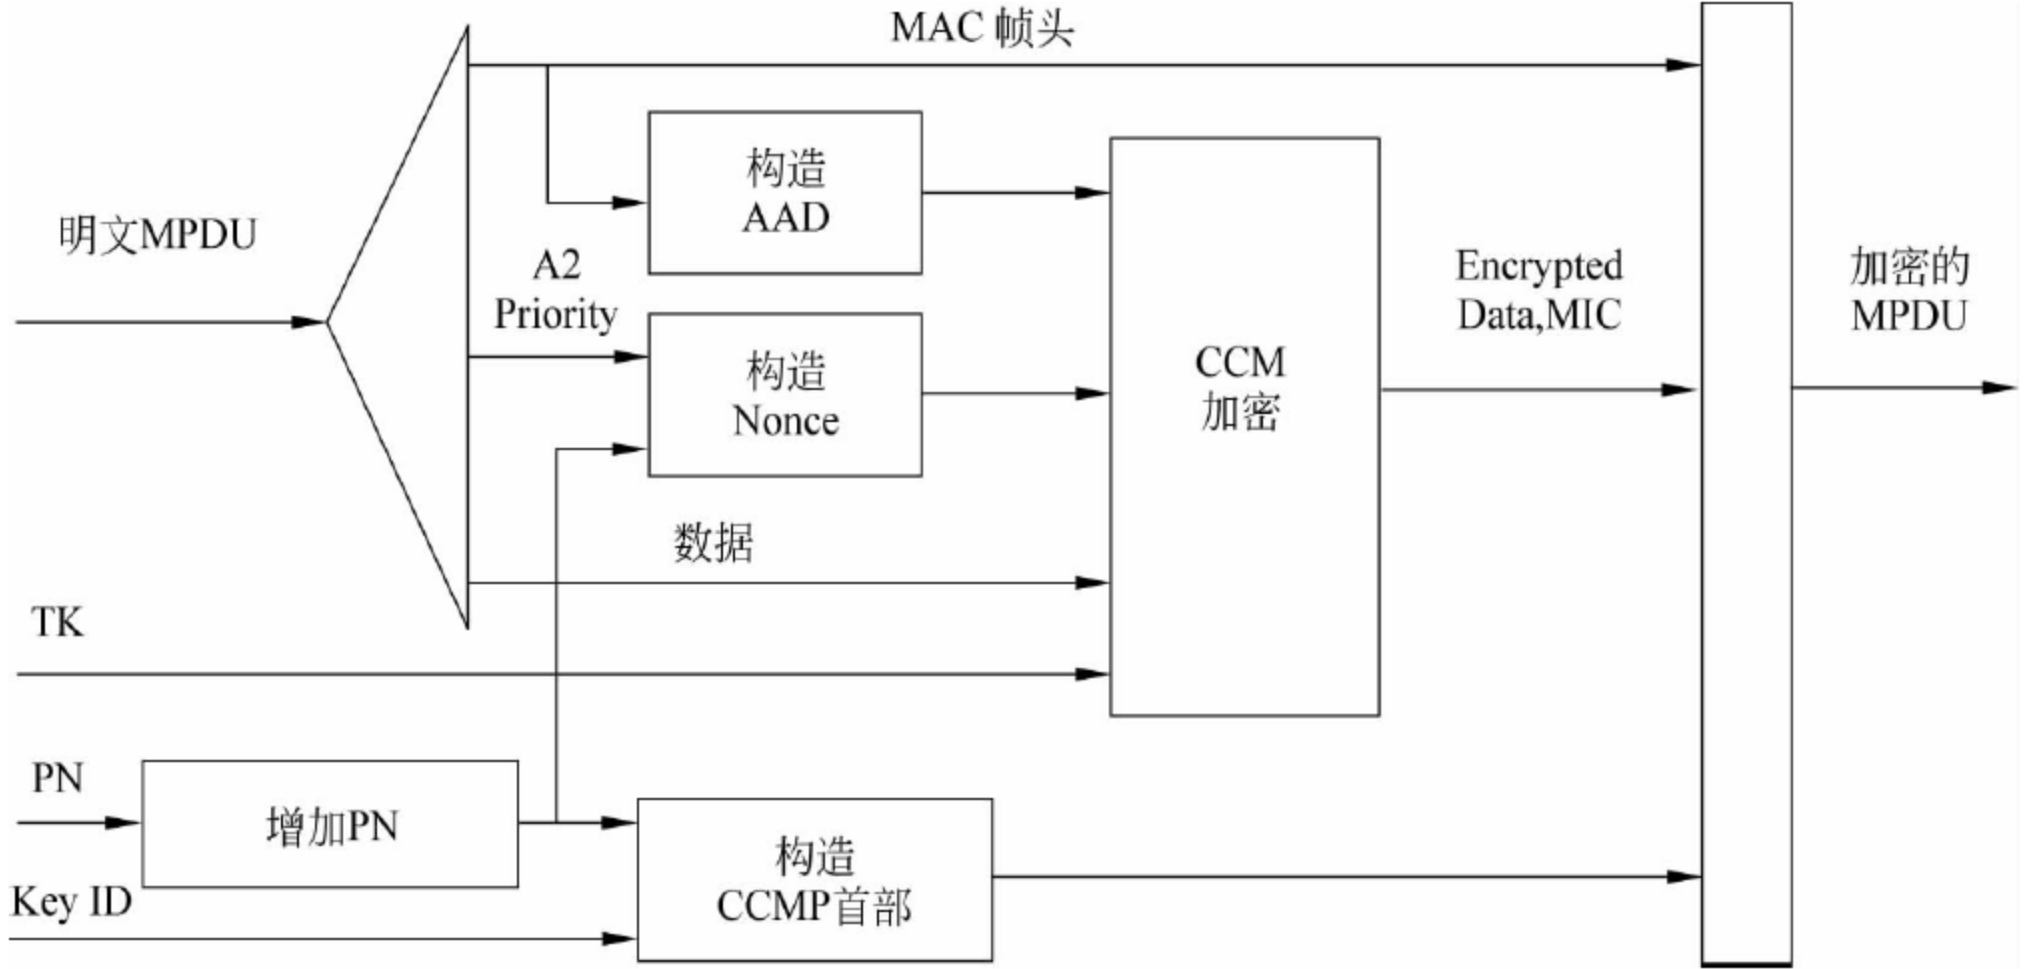 MAC 帧头
构造
AAD
明文MPDU
A2
Priority
构造
Nonce
CCM
加密
Encrypted
Data,MIC
加密的
MPDU
数据
TK
PN
增加PN
构造
CCMP首部
Key ID